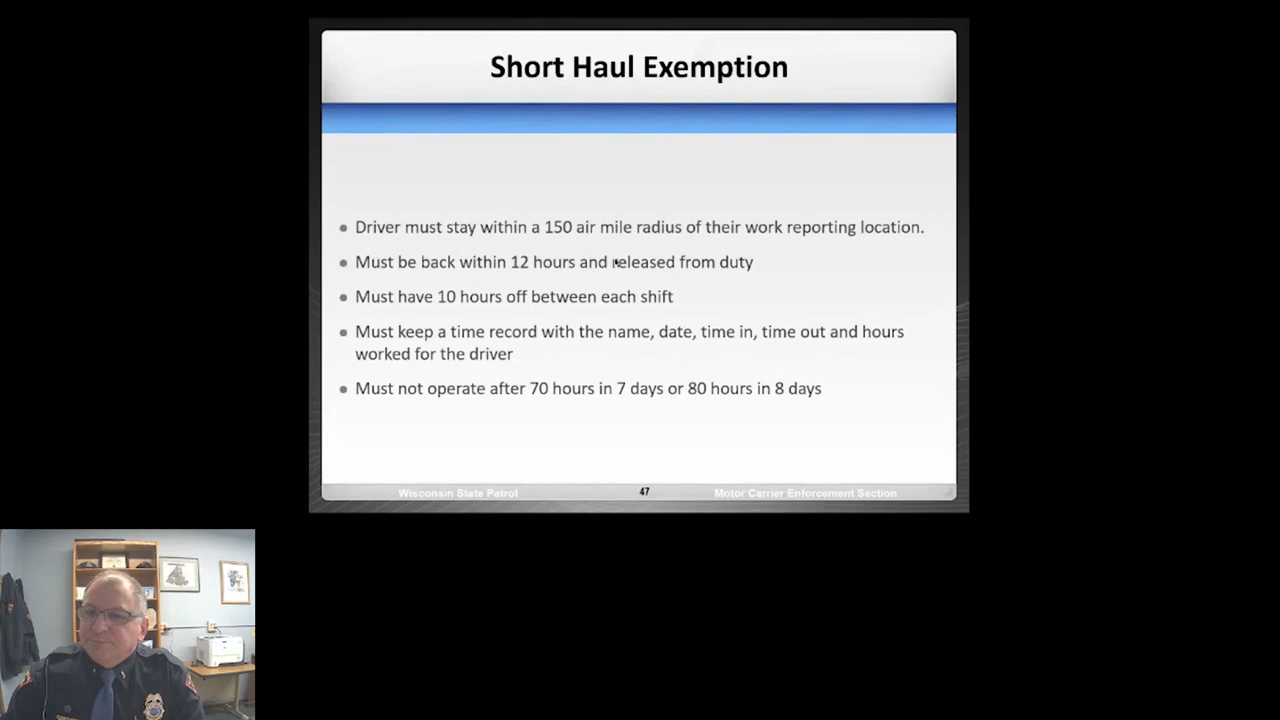 Short Haul Exemption
Driver must stay within a 150 air mile radius of their work reporting location.
Must be back within 12 hours and released from duty
Must have 10 hours off between each shift
Must keep a time record with the name, date, time in, time out and hours
worked for the driver
Must not operate after 70 hours in 7 days or 80 hours in 8 days
Wisconsin State Patrol 47 Motor Carrier Enforcement Section